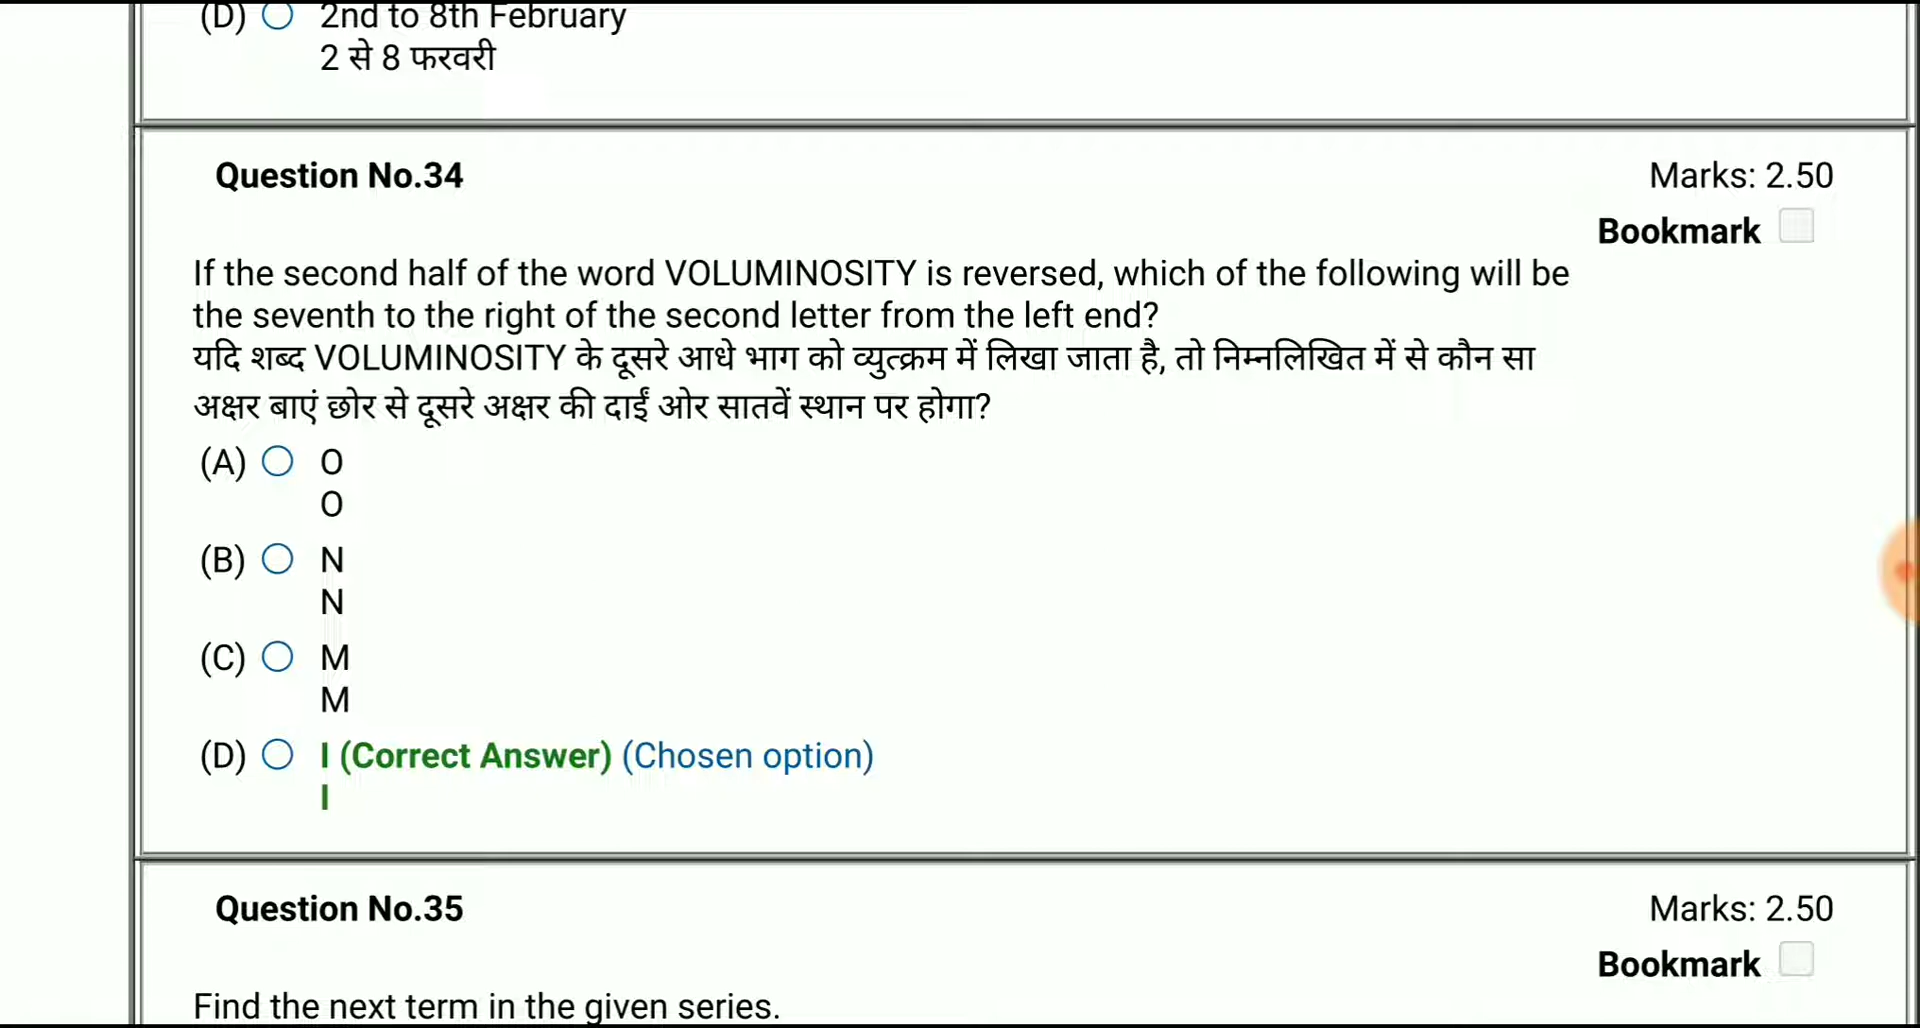 (D) 2nd to 8th February
2 से 8 फरवरी
Question No.34 Marks: 2.50
Bookmark
If the second half of the word VOLUMINOSITY is reversed, which of the following will be
the seventh to the right of the second letter from the left end?
यदि शब्द VOLUMINOSITY के दूसरे आधे भाग को व्युत्क्रम में लिखा जाता है, तो निम्नलिखित में से कौन सा
अक्षर बाएं छोर से दूसरे अक्षर की दाईं ओर सातवें स्थान पर होगा?
(A) O
O
(B) N
N
(C) M
M
(D) I (Correct Answer) (Chosen option)
I
Question No.35 Marks: 2.50
Bookmark
Find the next term in the given series.